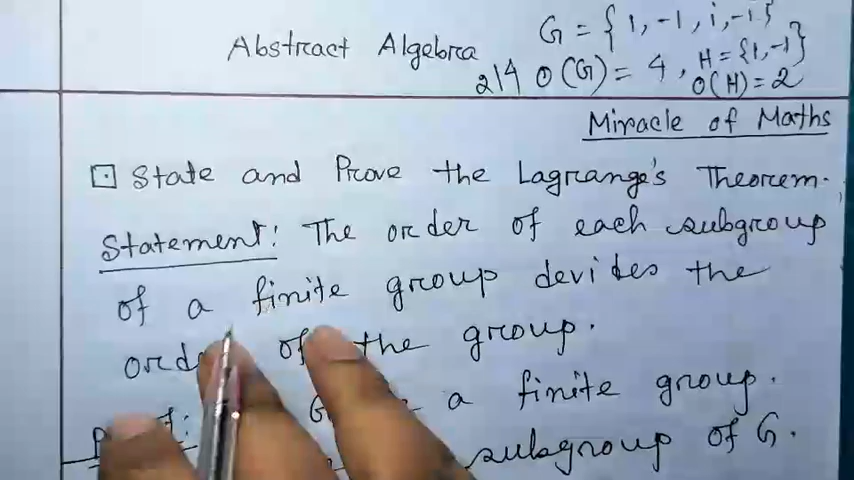 Abstract Algebra
G = {1, -1, i, -i}
2/4 O(G) = 4, H = {1, -1}
O(H) = 2
Miracle of Maths
State and Prove the Lagrange's Theorem.
Statement: The order of each subgroup
of a finite group devides the
of the group.
G a finite group.
subgroup of G.